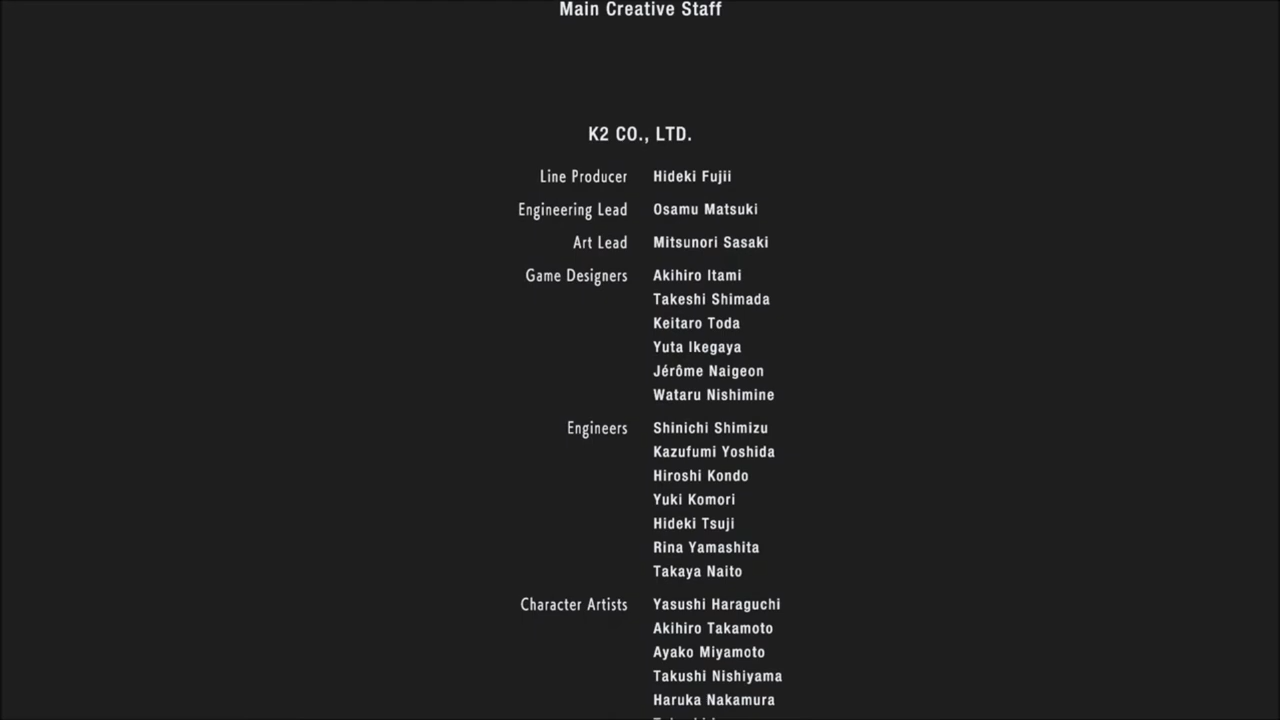 Main Creative Staff
K2 CO., LTD.
Line Producer Hideki Fujii
Engineering Lead Osamu Matsuki
Art Lead Mitsunori Sasaki
Game Designers Akihiro Itami
Takeshi Shimada
Keitaro Toda
Yuta Ikegaya
Jérôme Naigeon
Wataru Nishimine
Engineers Shinichi Shimizu
Kazufumi Yoshida
Hiroshi Kondo
Yuki Komori
Hideki Tsuji
Rina Yamashita
Takaya Naito
Character Artists Yasushi Haraguchi
Akihiro Takamoto
Ayako Miyamoto
Takushi Nishiyama
Haruka Nakamura